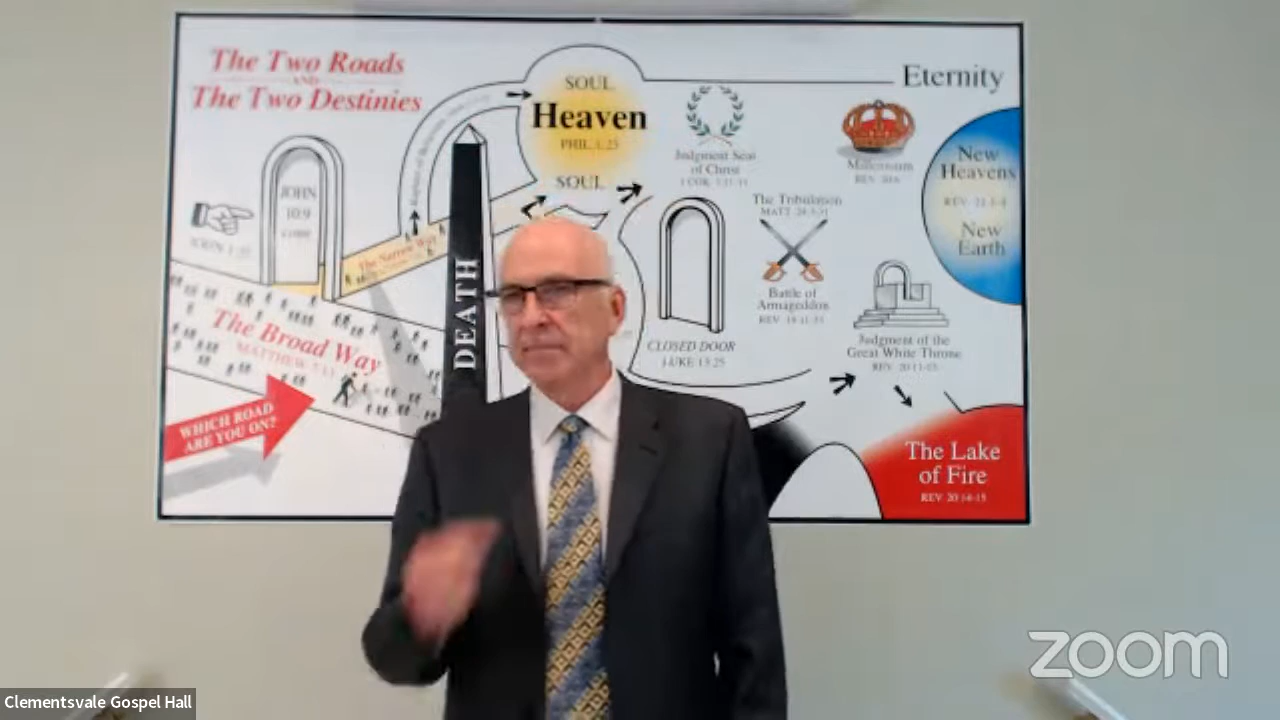 The Two Roads
AND
The Two Destinies
SOUL
Heaven
PHIL. 1:23
SOUL
Eternity
Judgment Seat
of Christ
Millennium
REV. 20:6
New
Heavens
New
Earth
The Tribulation
Battle of
Armageddon
JOHN
10:9
The Narrow Way
DEATH
The Broad Way
MATTHEW 7:13
WHICH ROAD
ARE YOU ON?
CLOSED DOOR
LUKE 13:25
Judgment of the
Great White Throne
The Lake
of Fire
REV 20:14-15
zoom
Clementsvale Gospel Hall